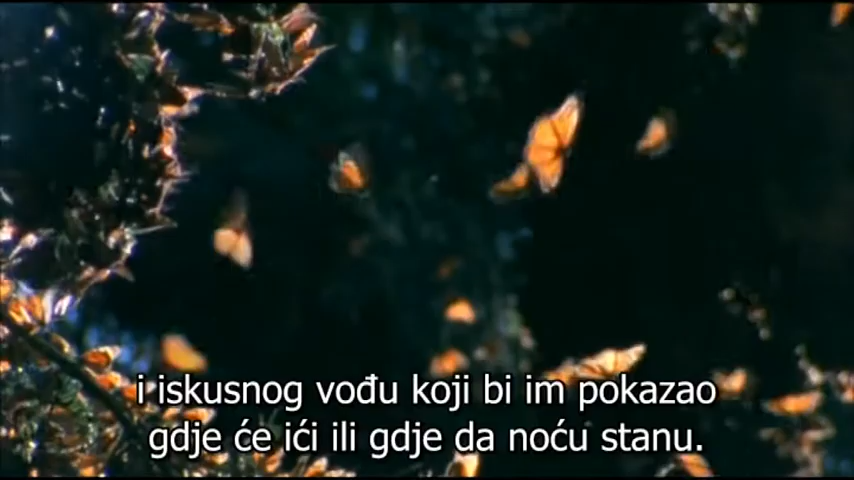 i iskusnog vođu koji bi im pokazao
gdje će ići ili gdje da noću stanu.